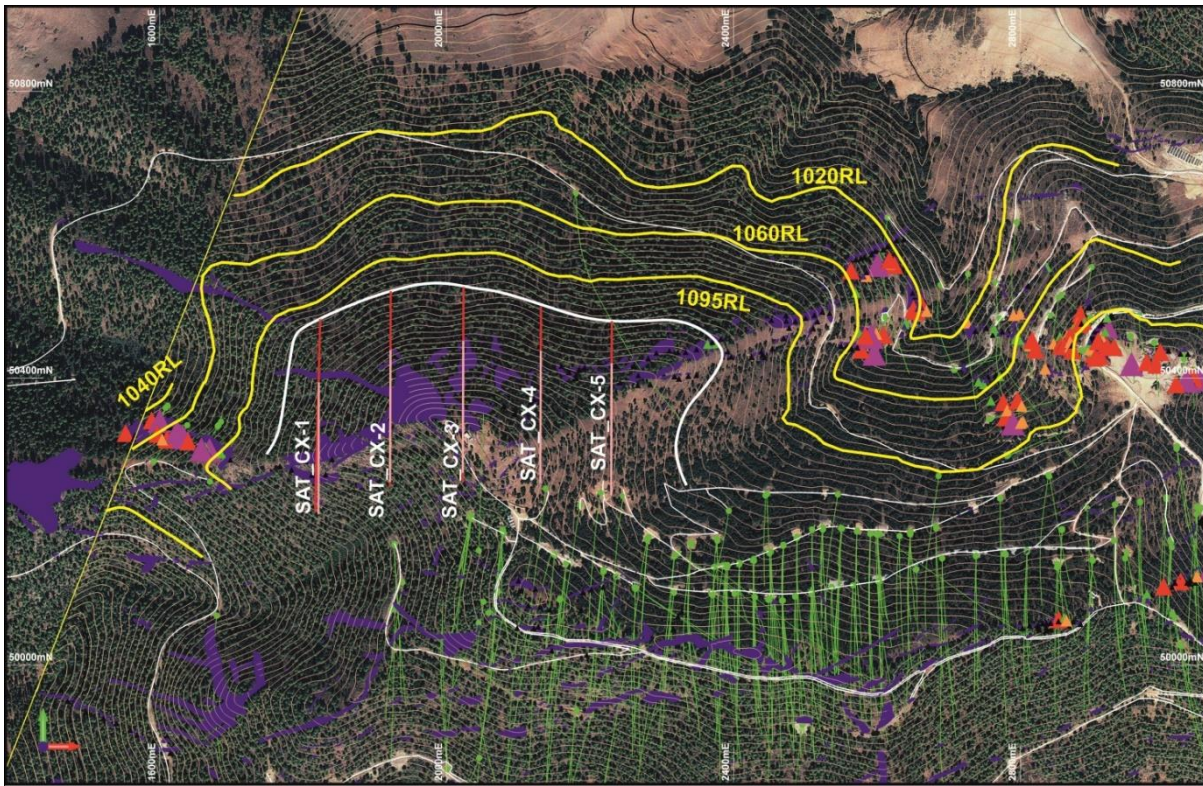 1600mE
2000mE
2400mE
2800mE
50800mN
50800mN
1020RL
1060RL
1095RL
1040RL
50400mN
50400mN
SAT_CX-1
SAT_CX-2
SAT_CX-3
SAT_CX-4
SAT_CX-5
50000mN
50000mN
1600mE
2000mE
2400mE
2800mE